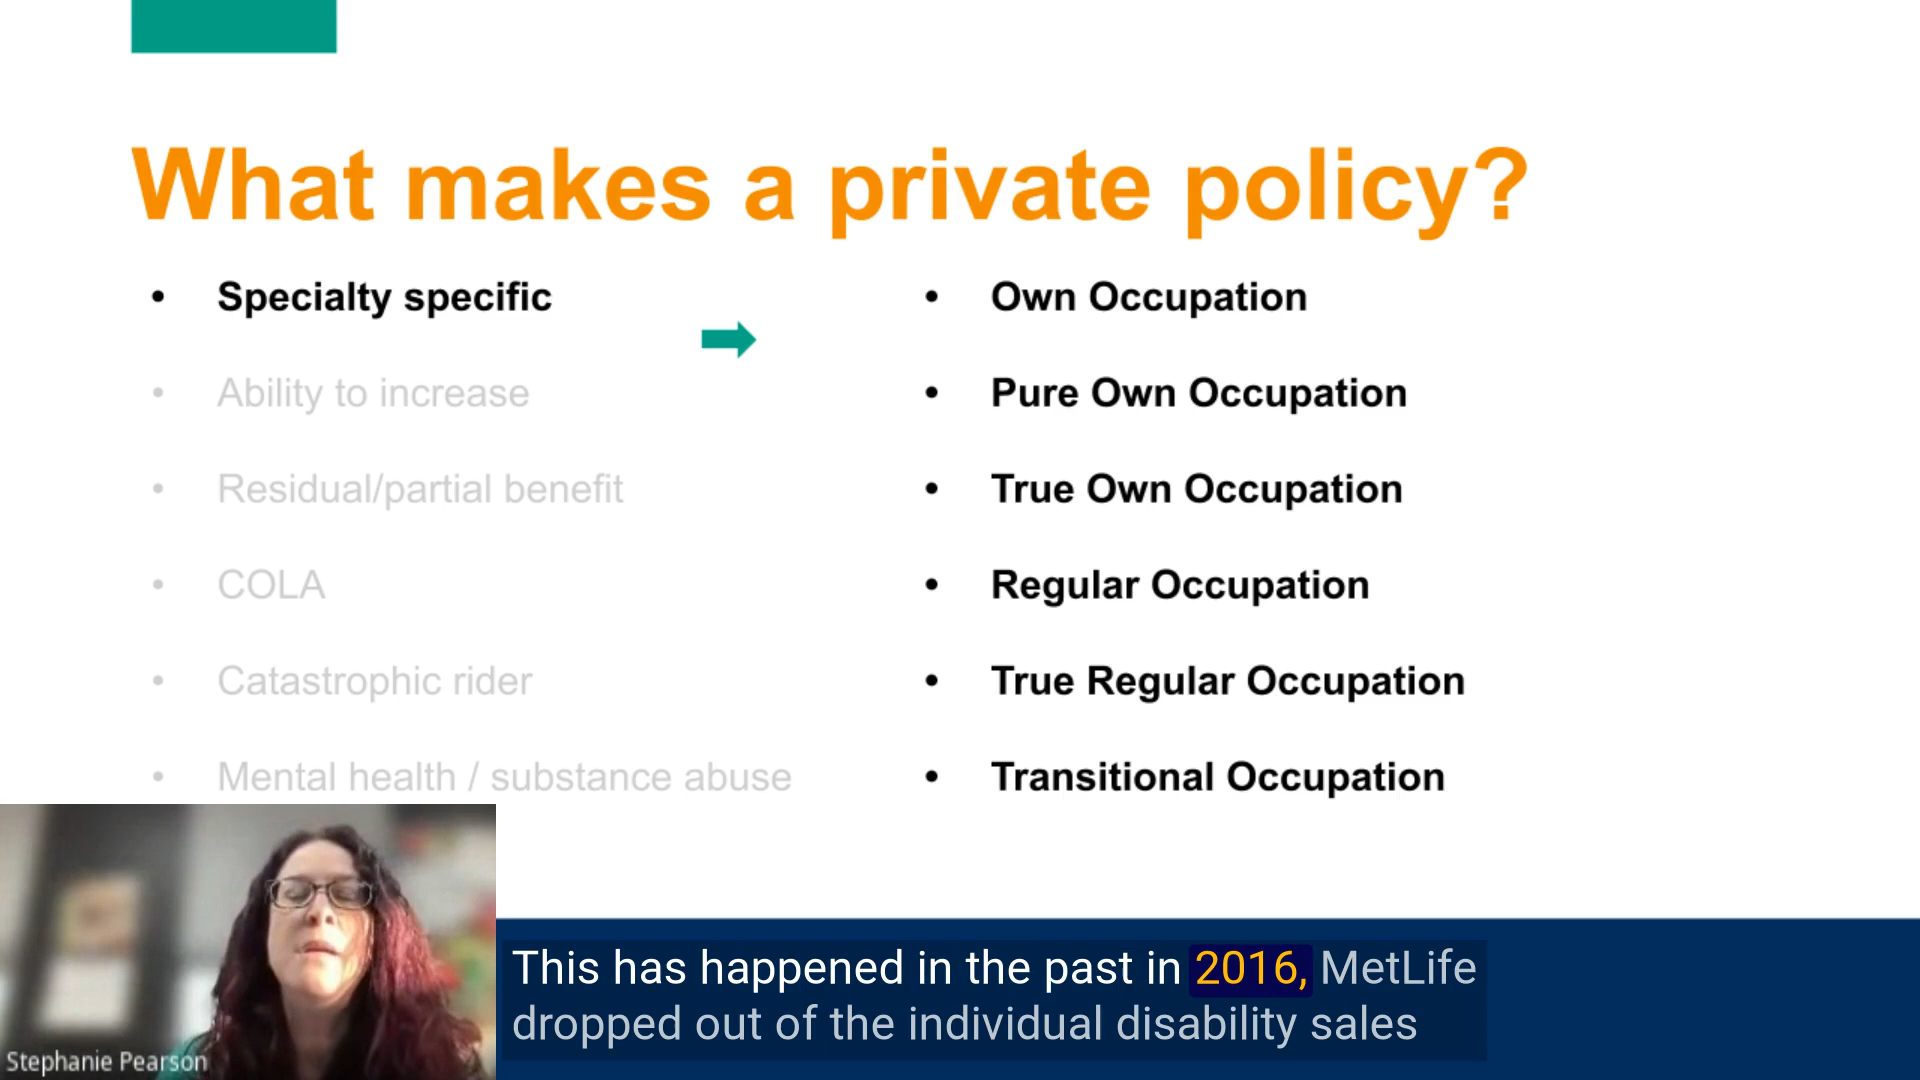 What makes a private policy?
• Specialty specific
• Ability to increase
• Residual/partial benefit
• COLA
• Catastrophic rider
• Mental health / substance abuse
• Own Occupation
• Pure Own Occupation
• True Own Occupation
• Regular Occupation
• True Regular Occupation
• Transitional Occupation
Stephanie Pearson
This has happened in the past in 2016, MetLife
dropped out of the individual disability sales